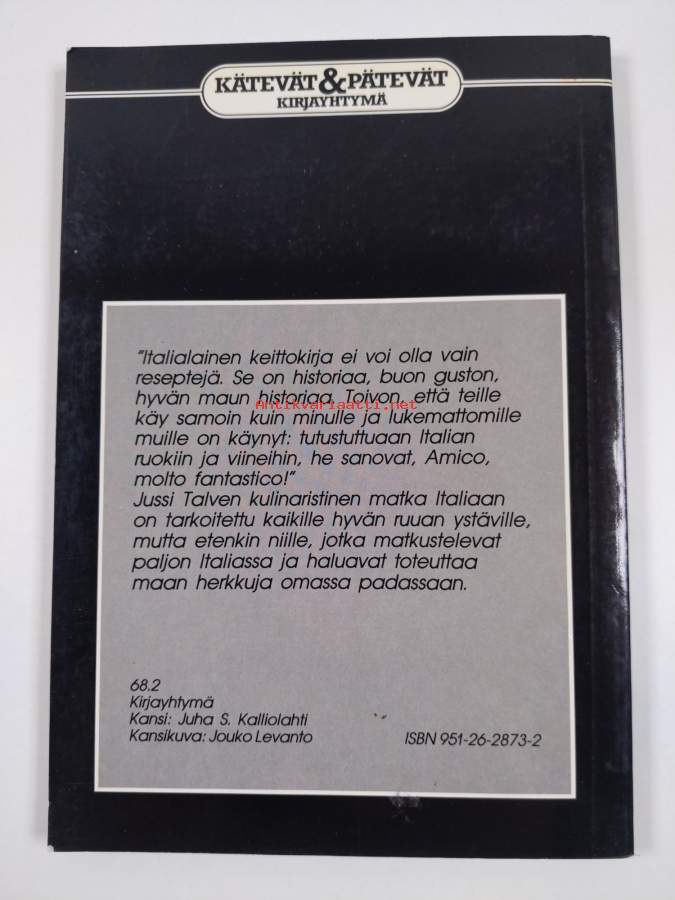 KÄTEVÄT & PÄTEVÄT
KIRJAYHTYMÄ
"Italialainen keittokirja ei voi olla vain
reseptejä. Se on historiaa, buon guston,
hyvän maun historiaa. Toivon, että teille
Antikvariaatti.net
käy samoin kuin minulle ja lukemattomille
muille on käynyt: tutustuttuaan Italian
ruokiin ja viineihin, he sanovat, Amico,
molto fantastico!"
Jussi Talven kulinaristinen matka Italiaan
on tarkoitettu kaikille hyvän ruuan ystäville,
mutta etenkin niille, jotka matkustelevat
paljon Italiassa ja haluavat toteuttaa
maan herkkuja omassa padassaan.
68.2
Kirjayhtymä
Kansi: Juha S. Kalliolahti
Kansikuva: Jouko Levanto
ISBN 951-26-2873-2